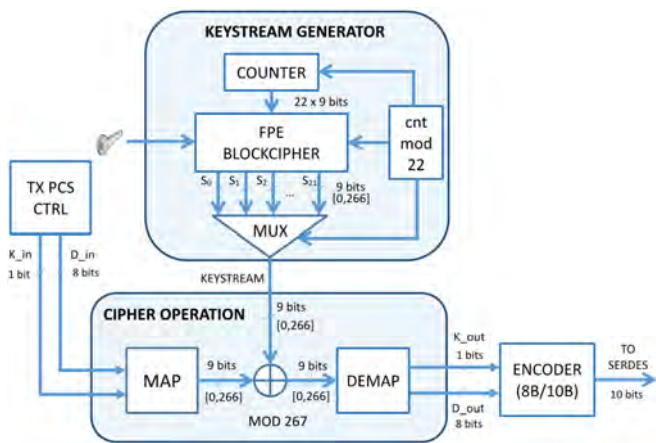 KEYSTREAM GENERATOR
COUNTER
22 x 9 bits
FPE
BLOCKCIPHER
cnt
mod
22
S0
S1
S2
...
S21
9 bits
[0,266]
MUX
TX PCS
CTRL
K_in
1 bit
D_in
8 bits
KEYSTREAM
CIPHER OPERATION
9 bits
[0,266]
MAP
9 bits
[0,266]
MOD 267
9 bits
[0,266]
DEMAP
K_out
1 bits
D_out
8 bits
ENCODER
(8B/10B)
TO
SERDES
10 bits